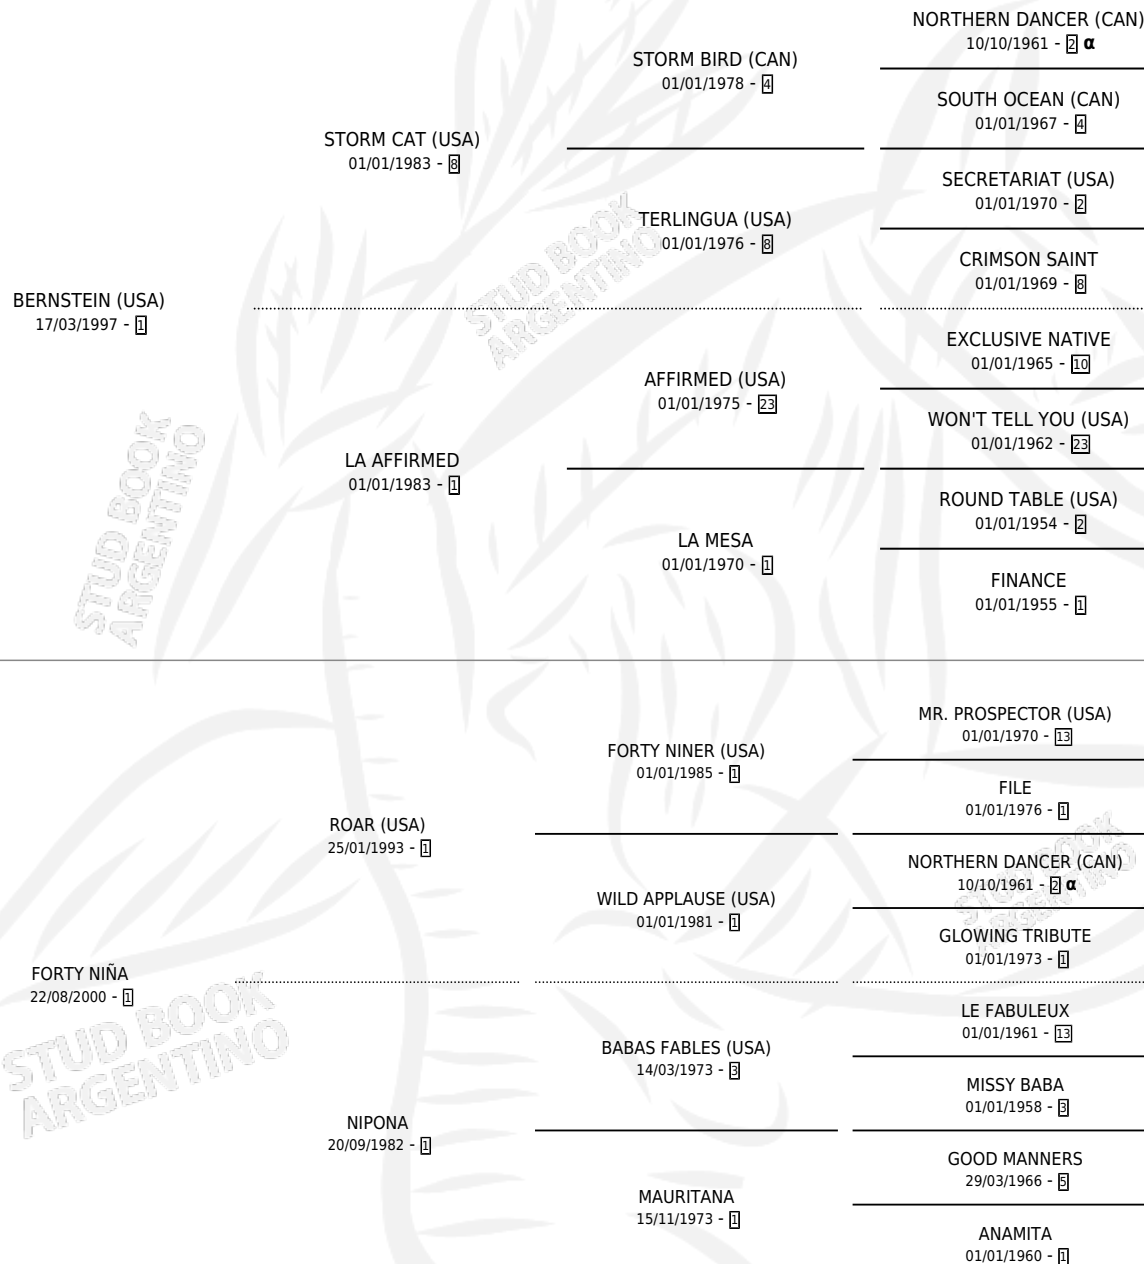 NORTHERN DANCER (CAN)
10/10/1961 - 2 α
STORM BIRD (CAN)
01/01/1978 - 4
SOUTH OCEAN (CAN)
01/01/1967 - 4
STORM CAT (USA)
01/01/1983 - 8
SECRETARIAT (USA)
01/01/1970 - 2
TERLINGUA (USA)
01/01/1976 - 8
CRIMSON SAINT
01/01/1969 - 8
BERNSTEIN (USA)
17/03/1997 - 1
EXCLUSIVE NATIVE
01/01/1965 - 10
AFFIRMED (USA)
01/01/1975 - 23
WON'T TELL YOU (USA)
01/01/1962 - 23
LA AFFIRMED
01/01/1983 - 1
ROUND TABLE (USA)
01/01/1954 - 2
LA MESA
01/01/1970 - 1
FINANCE
01/01/1955 - 1
MR. PROSPECTOR (USA)
01/01/1970 - 13
FORTY NINER (USA)
01/01/1985 - 1
FILE
01/01/1976 - 1
ROAR (USA)
25/01/1993 - 1
NORTHERN DANCER (CAN)
10/10/1961 - 2 α
WILD APPLAUSE (USA)
01/01/1981 - 1
GLOWING TRIBUTE
01/01/1973 - 1
FORTY NIÑA
22/08/2000 - 1
LE FABULEUX
01/01/1961 - 13
BABAS FABLES (USA)
14/03/1973 - 3
MISSY BABA
01/01/1958 - 3
NIPONA
20/09/1982 - 1
GOOD MANNERS
29/03/1966 - 5
MAURITANA
15/11/1973 - 1
ANAMITA
01/01/1960 - 1
STUD BOOK
ARGENTINO
STUD BOOK
ARGENTINO
STUD BOOK
ARGENTINO
STUD BOOK
ARGENTINO